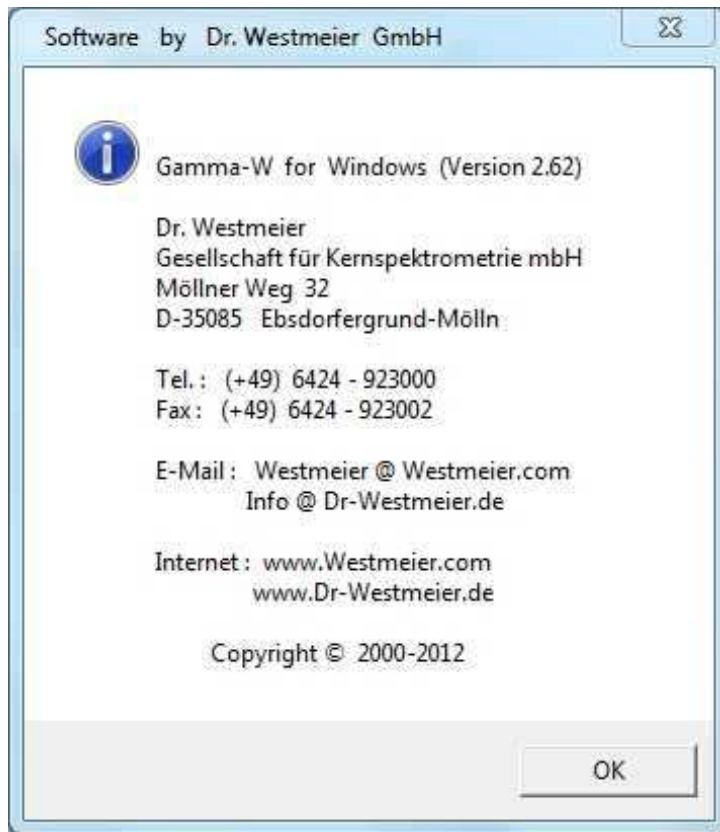 Software by Dr. Westmeier GmbH
Gamma-W for Windows (Version 2.62)
Dr. Westmeier
Gesellschaft für Kernspektrometrie mbH
Möllner Weg 32
D-35085 Ebsdorfergrund-Mölln
Tel. : (+49) 6424 - 923000
Fax : (+49) 6424 - 923002
E-Mail : Westmeier @ Westmeier.com
Info @ Dr-Westmeier.de
Internet : www.Westmeier.com
www.Dr-Westmeier.de
Copyright © 2000-2012
OK